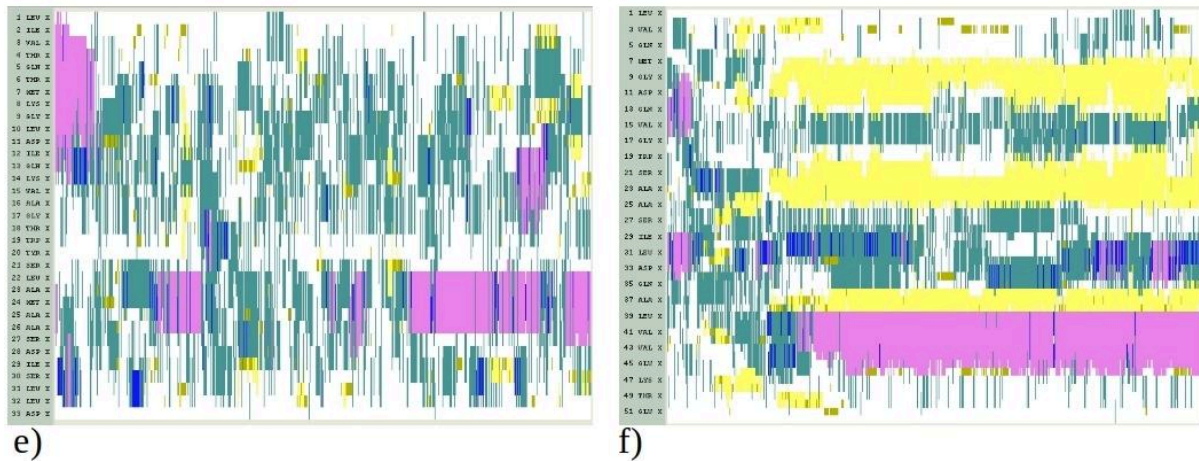 1 LEU X
2 ILE X
3 VAL X
4 THR X
5 GLN X
6 THR X
7 MET X
8 LYS X
9 GLY X
10 LEU X
11 ASP X
12 ILE X
13 GLN X
14 LYS X
15 VAL X
16 ALA X
17 GLY X
18 THR X
19 TRP X
20 TYR X
21 SER X
22 LEU X
23 ALA X
24 MET X
25 ALA X
26 ALA X
27 SER X
28 ASP X
29 ILE X
30 SER X
31 LEU X
32 LEU X
33 ASP X
e)
1 LEU X
3 VAL X
5 GLN X
7 MET X
9 GLY X
11 ASP X
13 GLN X
15 VAL X
17 GLY X
19 TRP X
21 SER X
23 ALA X
25 ALA X
27 SER X
29 ILE X
31 LEU X
33 ASP X
35 GLN X
37 ALA X
39 LEU X
41 VAL X
43 VAL X
45 GLU X
47 LYS X
49 THR X
51 GLU X
f)